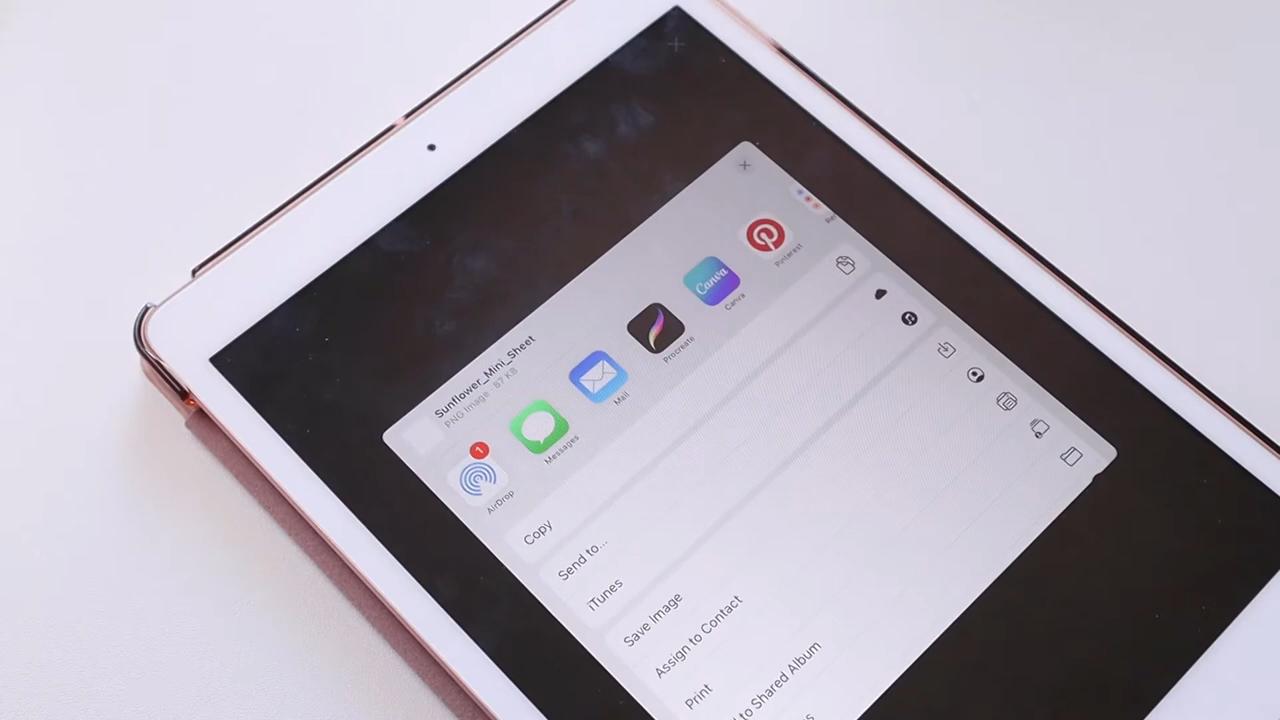 Sunflower_Mini_Sheet
PNG Image · 87 KB
1
AirDrop
Messages
Mail
Procreate
Canva
Canva
Pinterest
Copy
Send to...
iTunes
Save Image
Assign to Contact
Print
to Shared Album